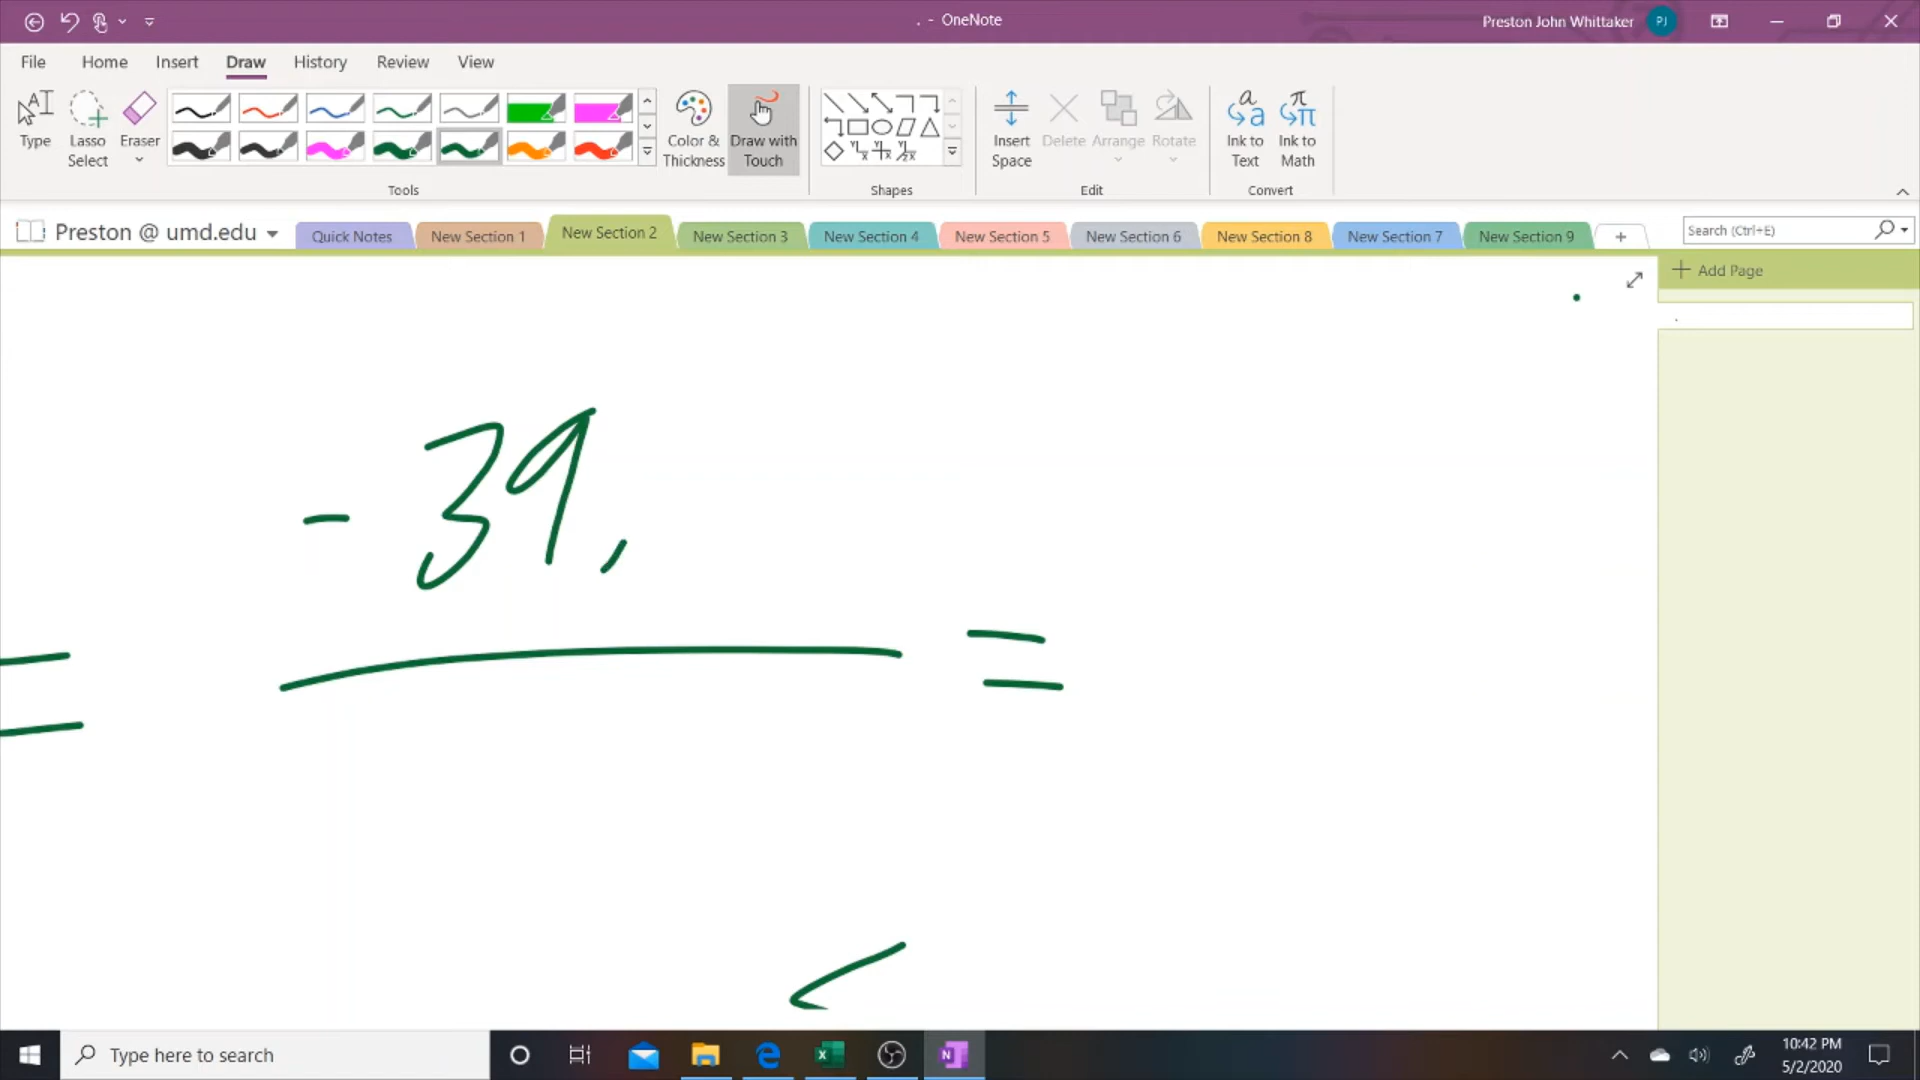 . - OneNote
Preston John Whittaker
PJ
File Home Insert Draw History Review View
Type
Lasso Select
Eraser
Color & Thickness
Draw with Touch
Insert Space
Delete
Arrange
Rotate
a
a
Ink to Text
π
π
Ink to Math
Tools
Shapes
Edit
Convert
Preston @ umd.edu
Quick Notes
New Section 1
New Section 2
New Section 3
New Section 4
New Section 5
New Section 6
New Section 7
New Section 8
New Section 9
+
Search (Ctrl+E)
+ Add Page
.
- 39,
=
=
Type here to search
10:42 PM
5/2/2020